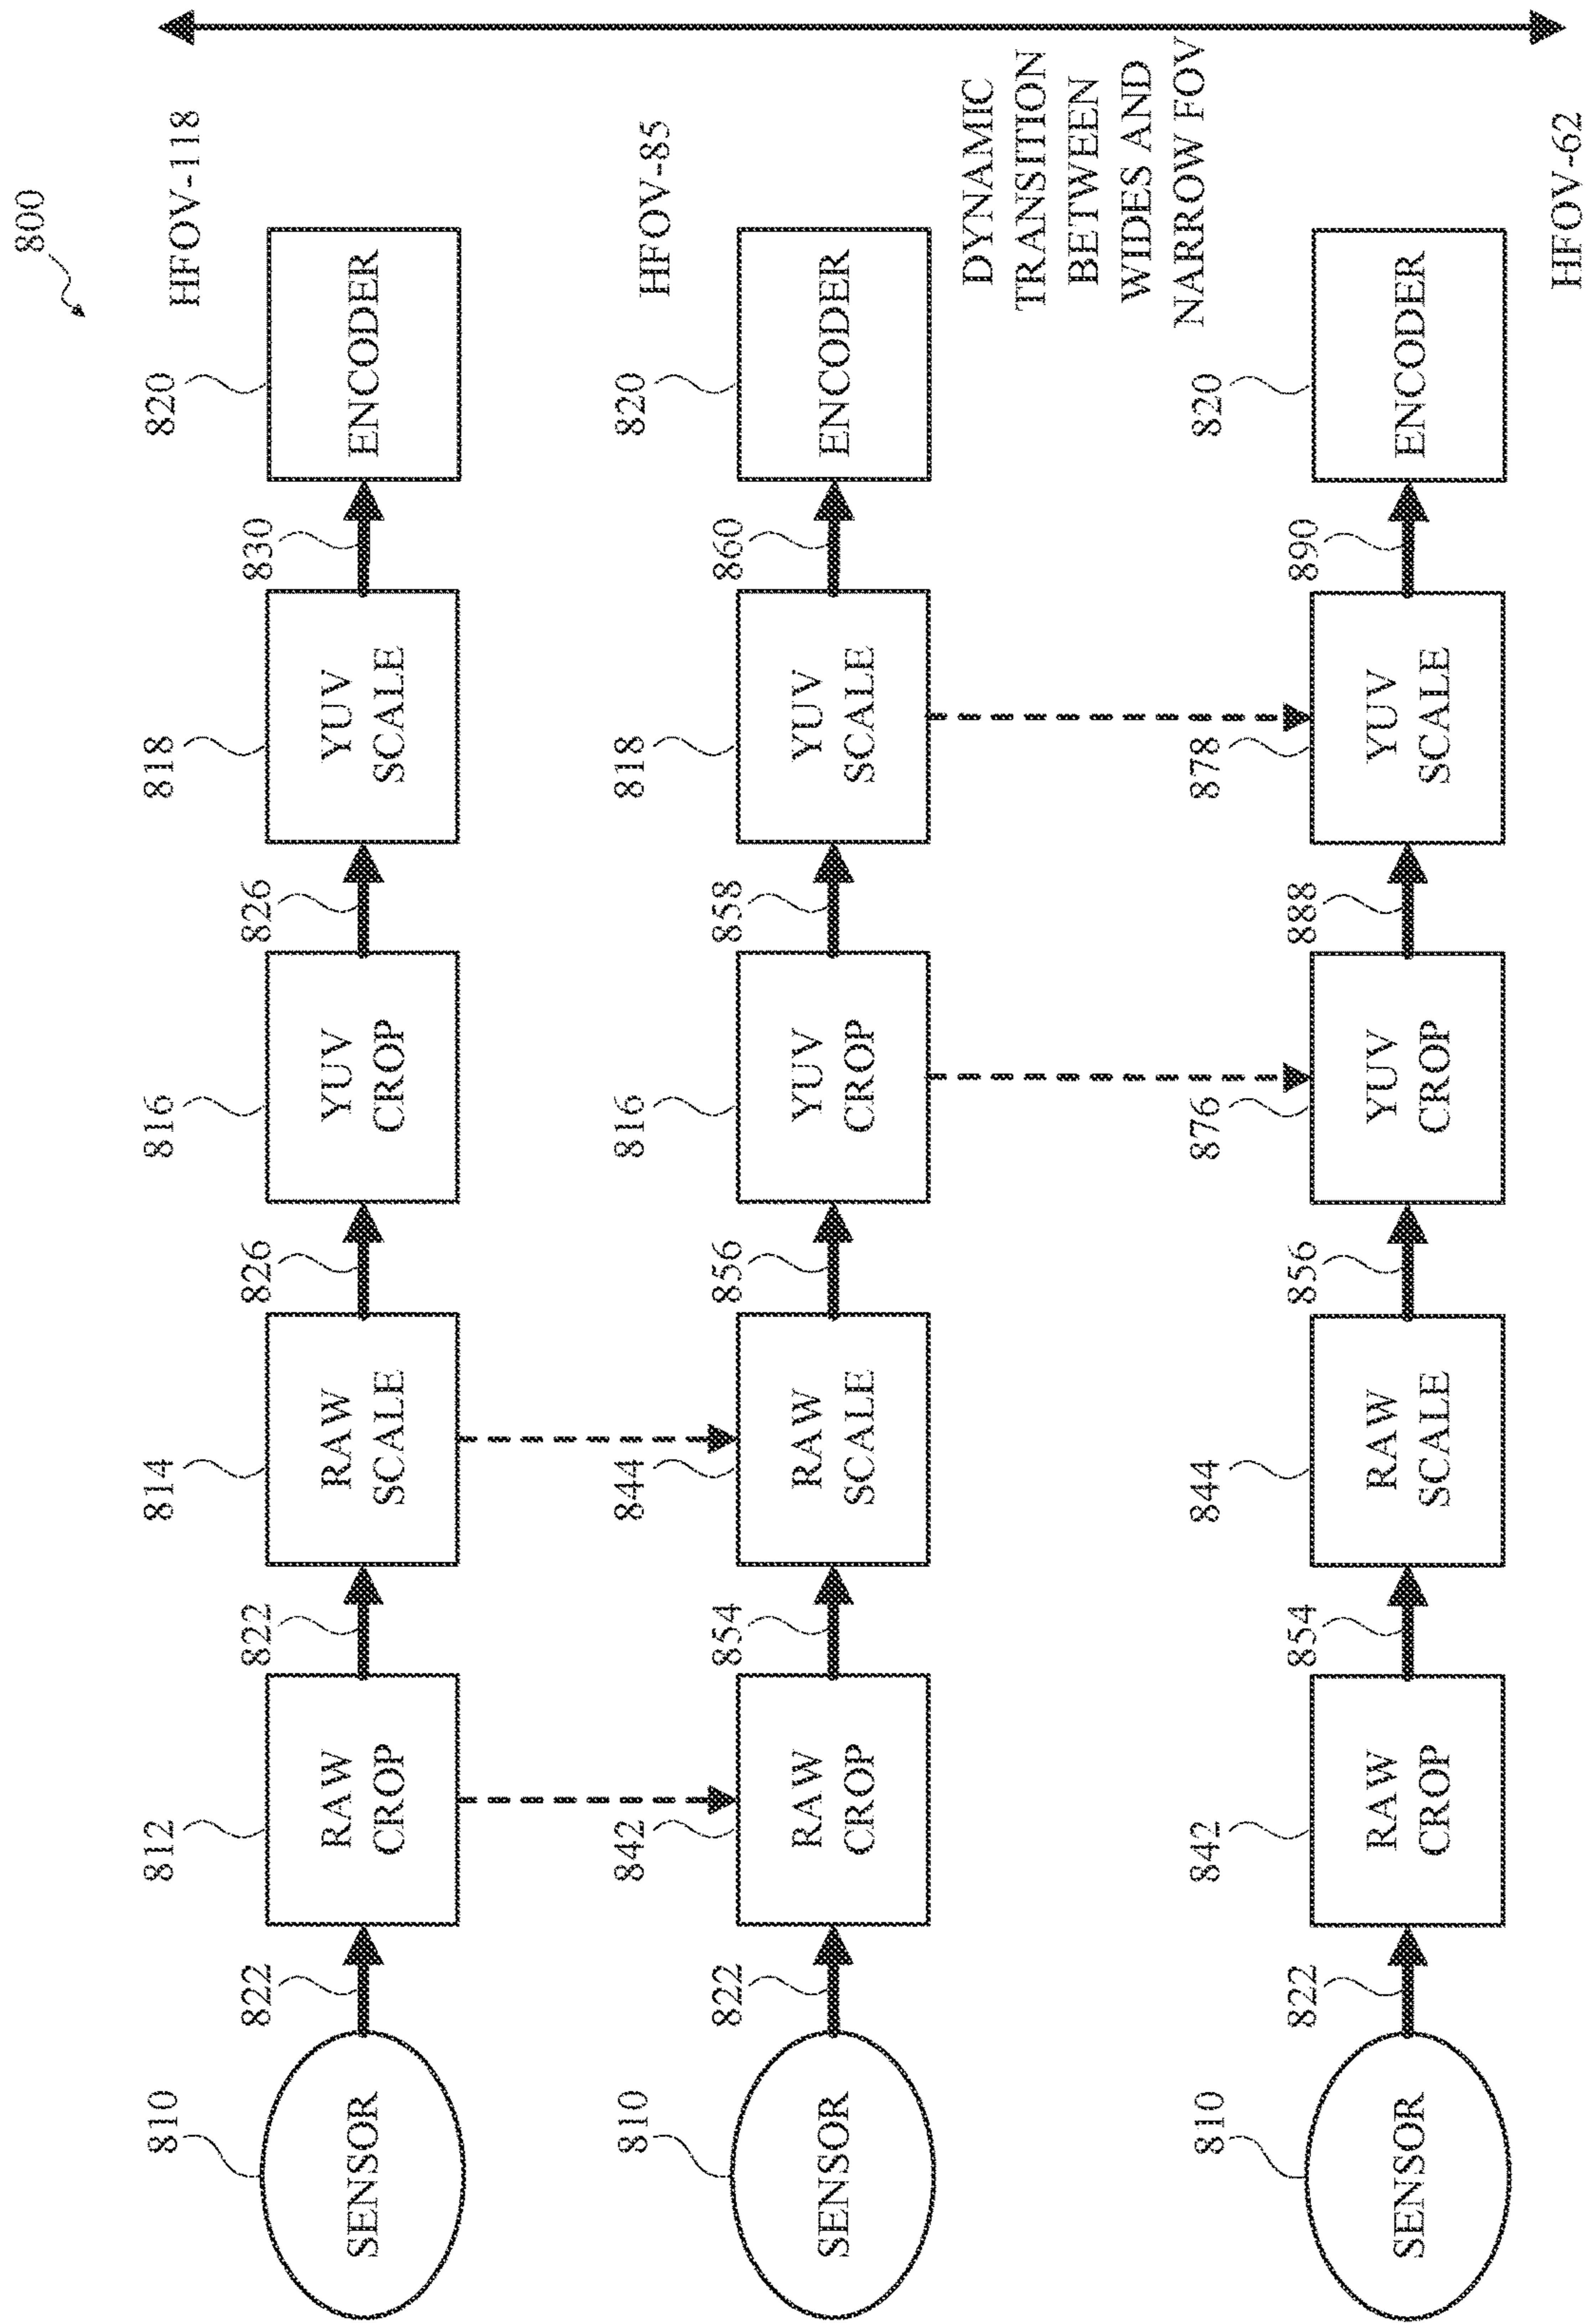 800
810
SENSOR
822
812
RAW
CROP
822
814
RAW
SCALE
826
816
YUV
CROP
826
818
YUV
SCALE
830
820
ENCODER
HFOV-118
810
SENSOR
822
842
RAW
CROP
854
844
RAW
SCALE
856
816
YUV
CROP
858
818
YUV
SCALE
860
820
ENCODER
HFOV-85
DYNAMIC
TRANSITION
BETWEEN
WIDES AND
NARROW FOV
810
SENSOR
822
842
RAW
CROP
854
844
RAW
SCALE
856
876
YUV
CROP
888
878
YUV
SCALE
890
820
ENCODER
HFOV-62